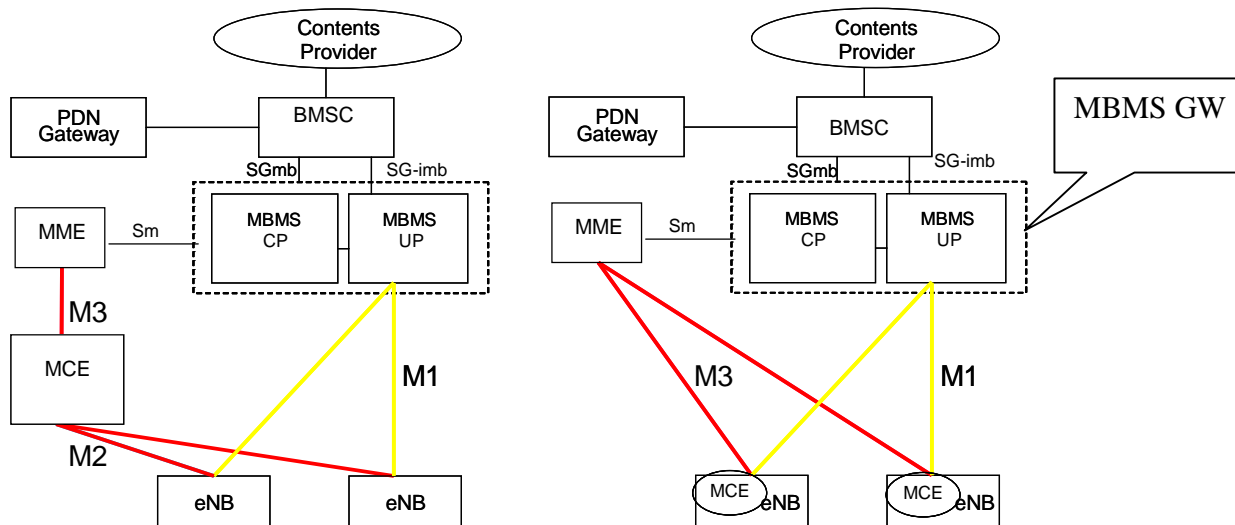 Contents
Provider
PDN
Gateway
BMSC
SGmb
SG-imb
MBMS
CP
MBMS
UP
MME
Sm
M3
MCE
M1
M2
eNB
eNB
Contents
Provider
MBMS GW
PDN
Gateway
BMSC
SGmb
SG-imb
MBMS
CP
MBMS
UP
MME
Sm
M3
M1
MCE
eNB
MCE
eNB